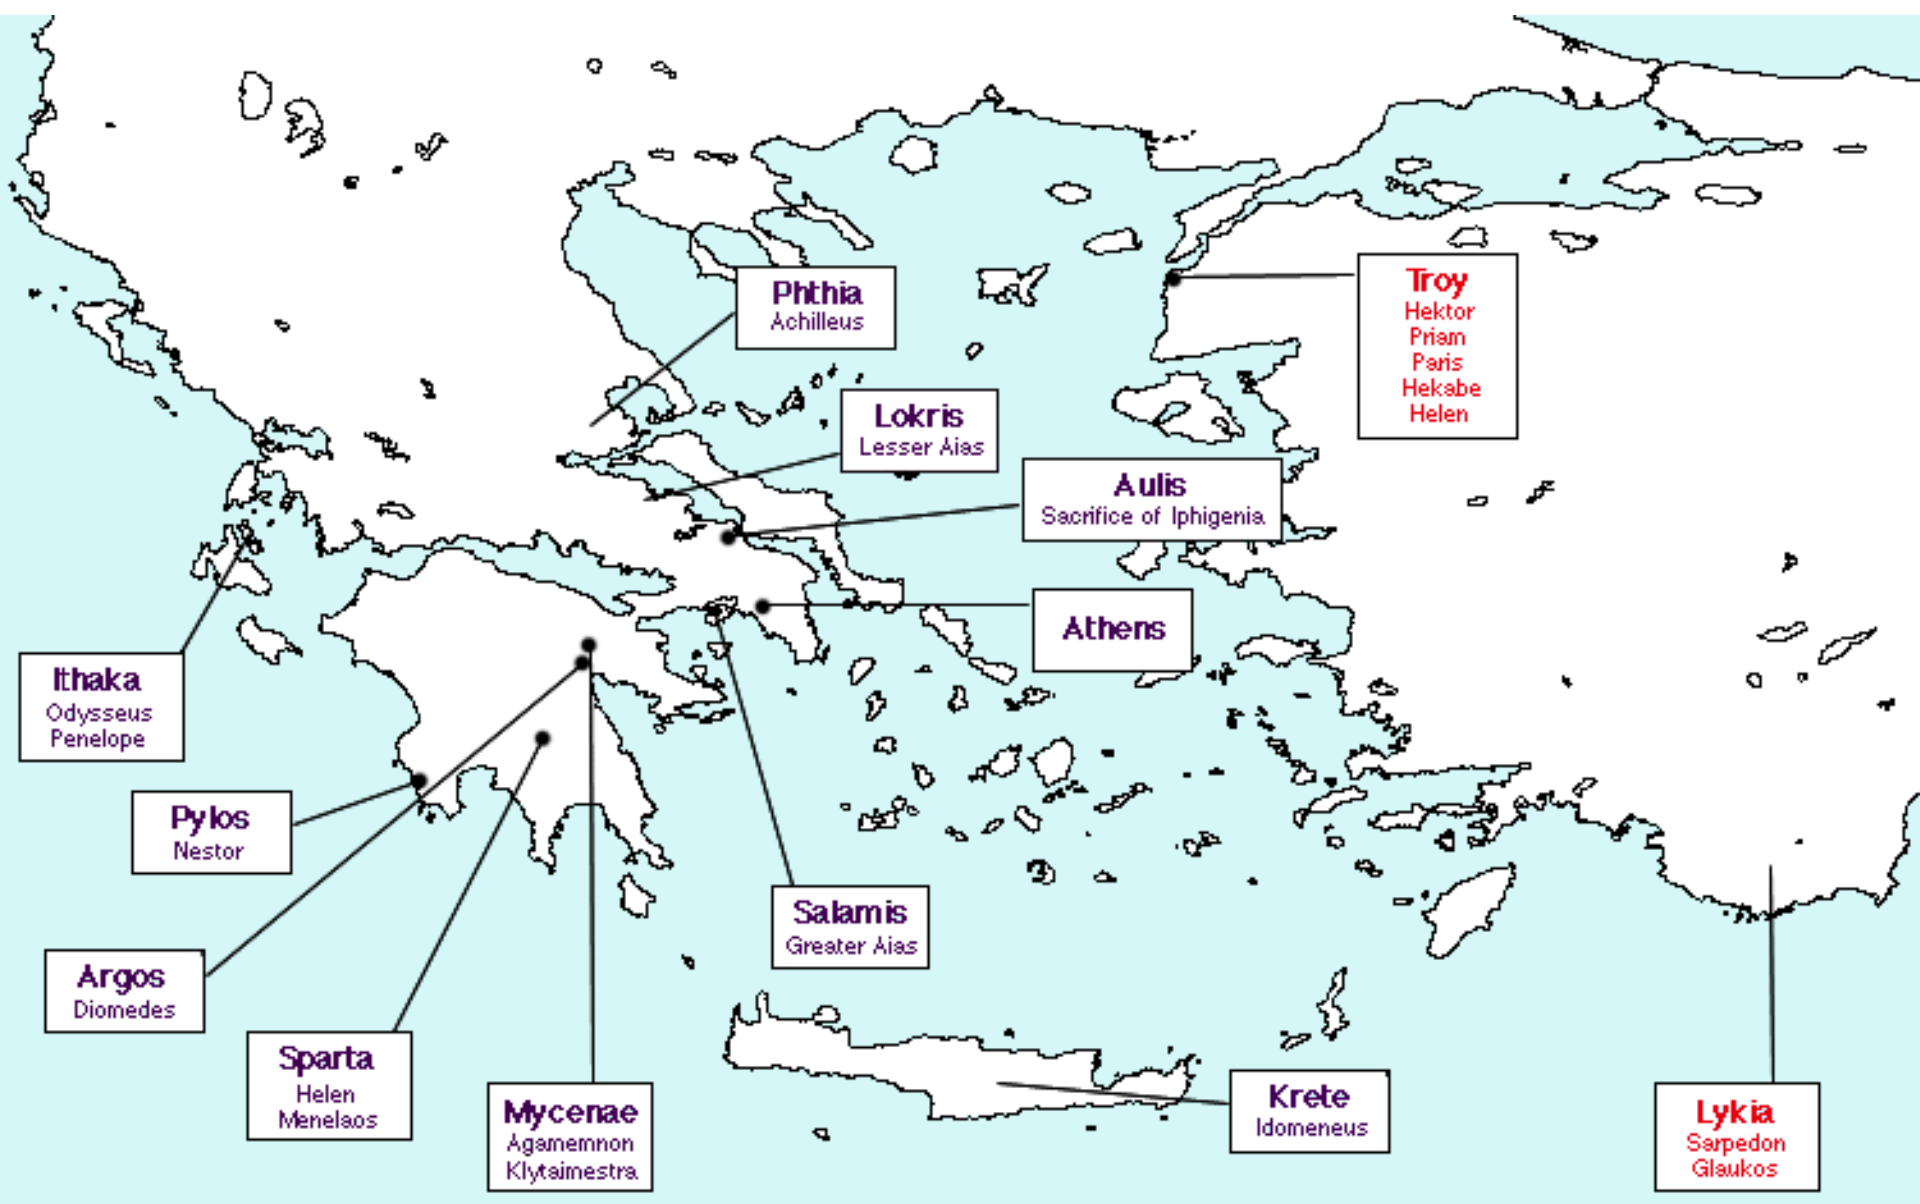 Troy
Hektor
Priam
Paris
Hekabe
Helen
Phthia
Achilleus
Lokris
Lesser Aias
Aulis
Sacrifice of Iphigenia
Athens
Ithaka
Odysseus
Penelope
Pylos
Nestor
Salamis
Greater Aias
Argos
Diomedes
Sparta
Helen
Menelaos
Mycenae
Agamemnon
Klytaimestra
Krete
Idomeneus
Lykia
Sarpedon
Glaukos